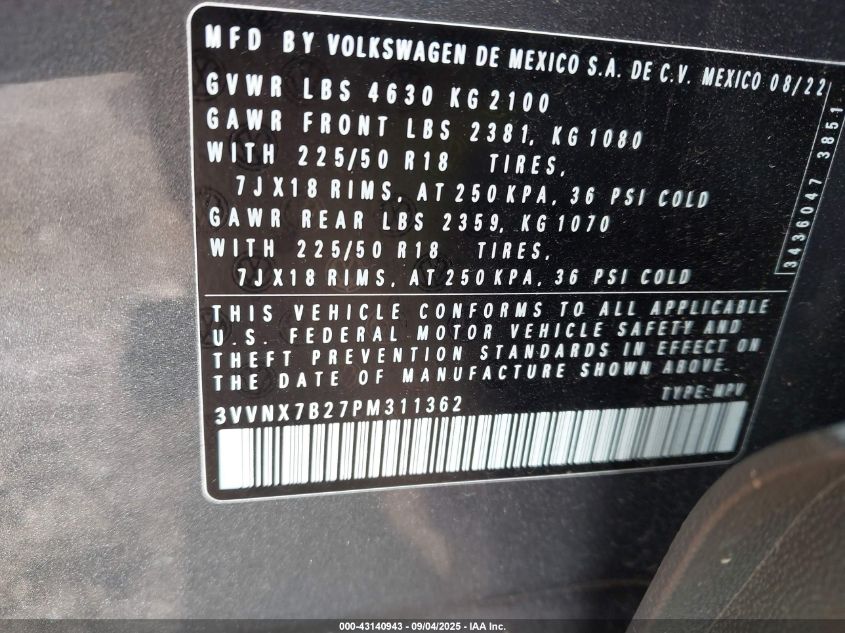 MFD BY VOLKSWAGEN DE MEXICO S.A. DE C.V. MEXICO 08/22
GVWR LBS 4630 KG 2100
GAWR FRONT LBS 2381, KG 1080
WITH 225/50 R18 TIRES,
7JX18 RIMS, AT 250 KPA, 36 PSI COLD
GAWR REAR LBS 2359, KG 1070
WITH 225/50 R18 TIRES,
7JX18 RIMS, AT 250 KPA, 36 PSI COLD
3436047 3851
THIS VEHICLE CONFORMS TO ALL APPLICABLE
U.S. FEDERAL MOTOR VEHICLE SAFETY AND
THEFT PREVENTION STANDARDS IN EFFECT ON
THE DATE OF MANUFACTURE SHOWN ABOVE.
3VVNX7B27PM311362 TYPE: MPV
000-43140943 - 09/04/2025 - IAA Inc.